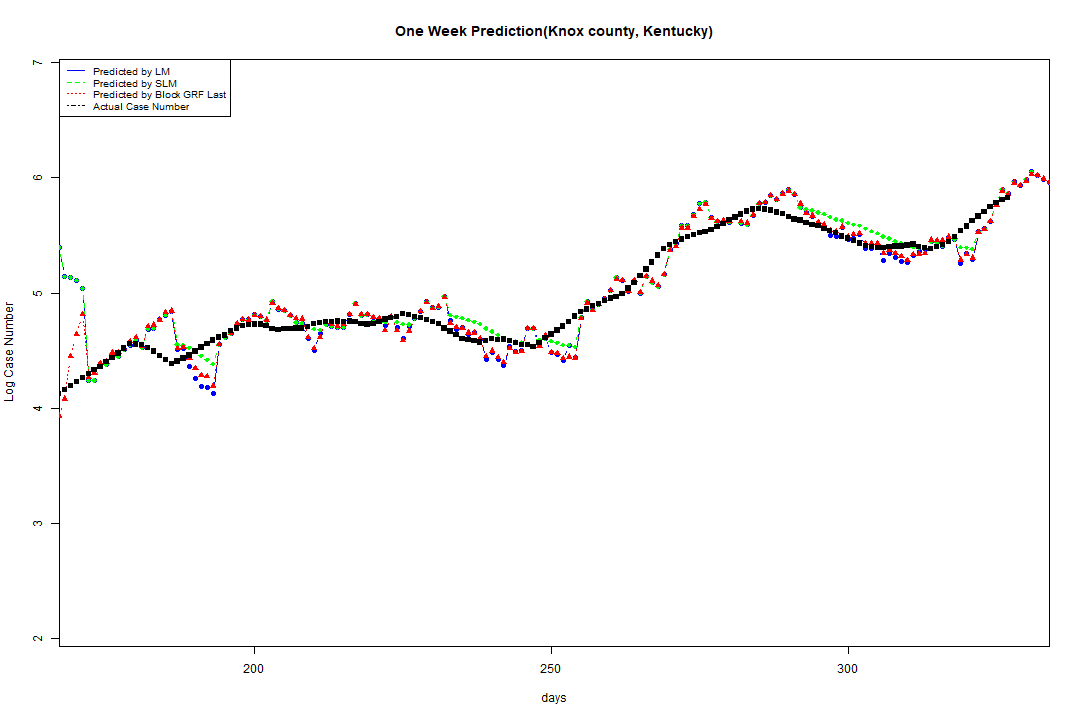 One Week Prediction(Knox county, Kentucky)
Predicted by LM
Predicted by SLM
Predicted by Block GRF Last
Actual Case Number
7
6
5
4
3
2
Log Case Number
200
250
300
days